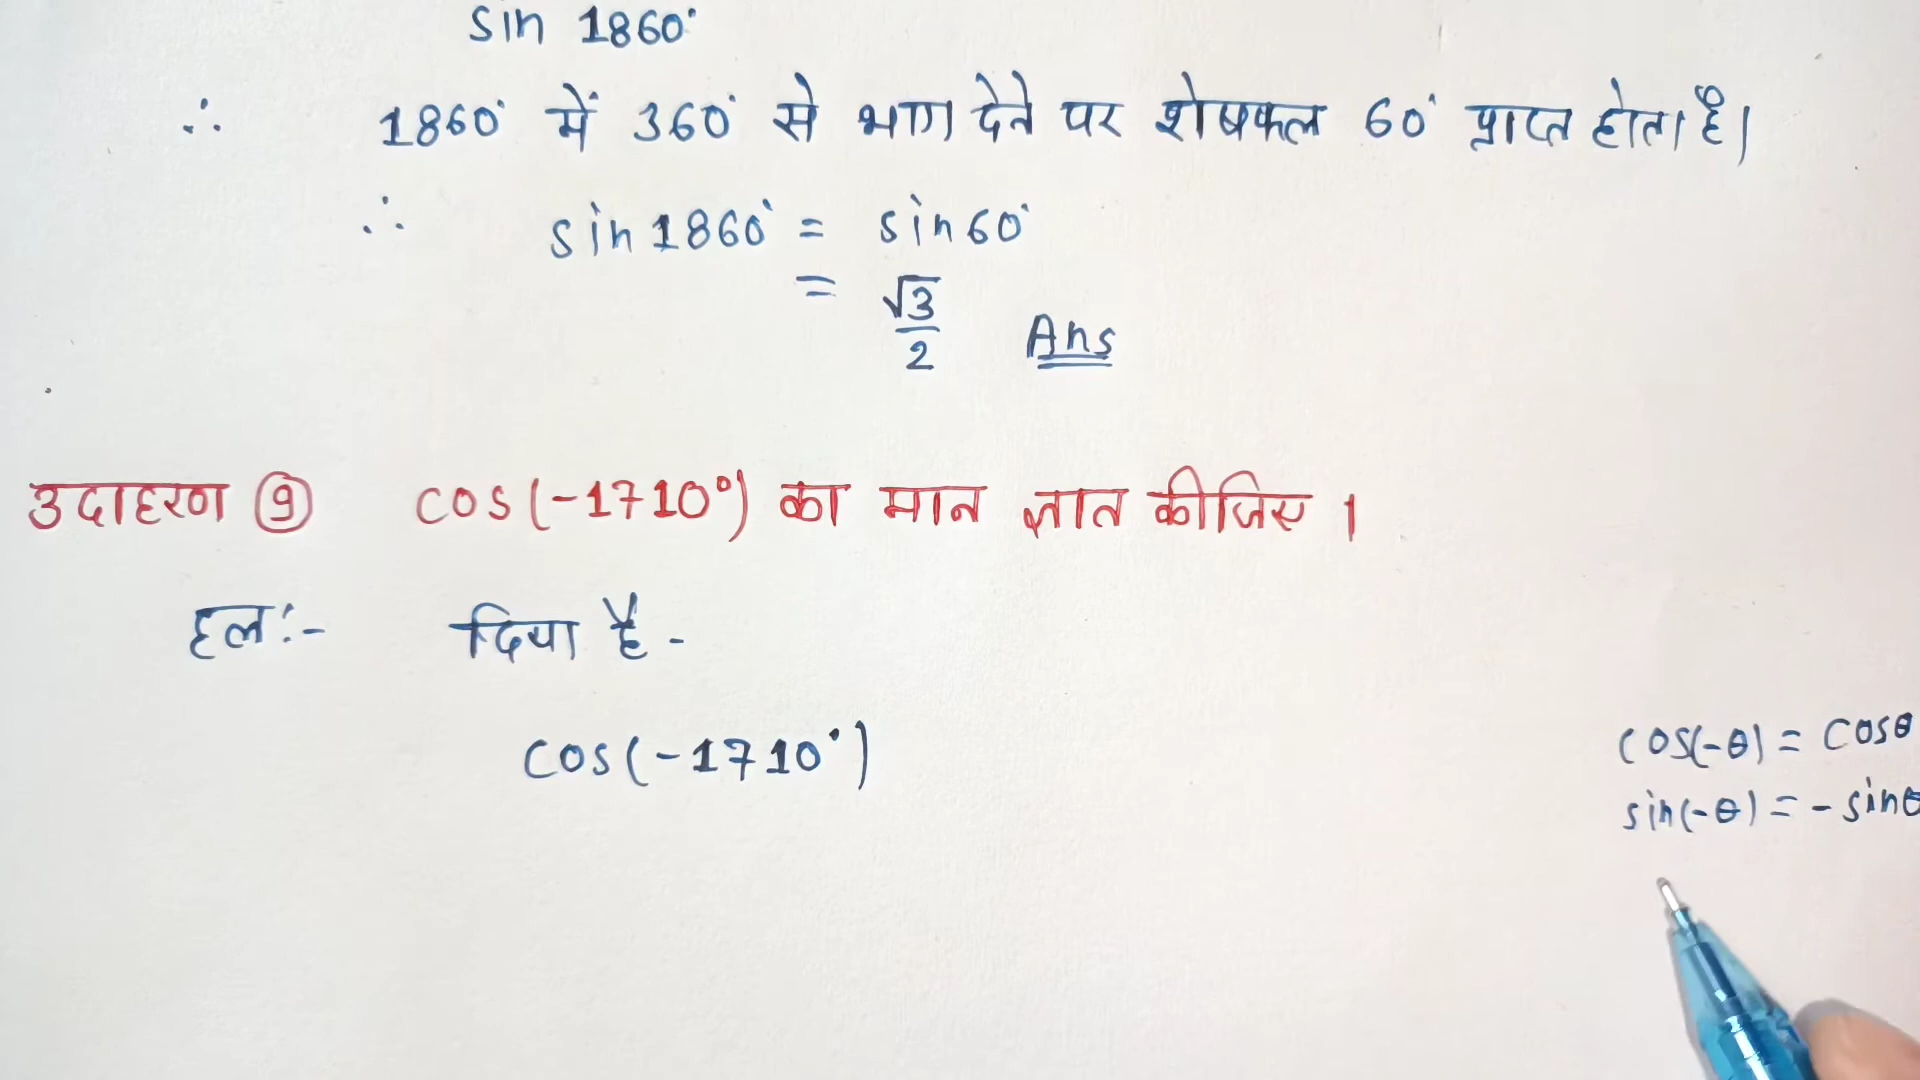 sin 1860°
∴ 1860° में 360° से भाग देने पर शेषफल 60° प्राप्त होता है।
∴ sin 1860° = sin 60°
= √3/2 Ans
उदाहरण ⑨ cos(-1710°) का मान ज्ञात कीजिए।
हल:- दिया है -
cos(-1710°)
cos(-θ) = cosθ
sin(-θ) = - sinθ